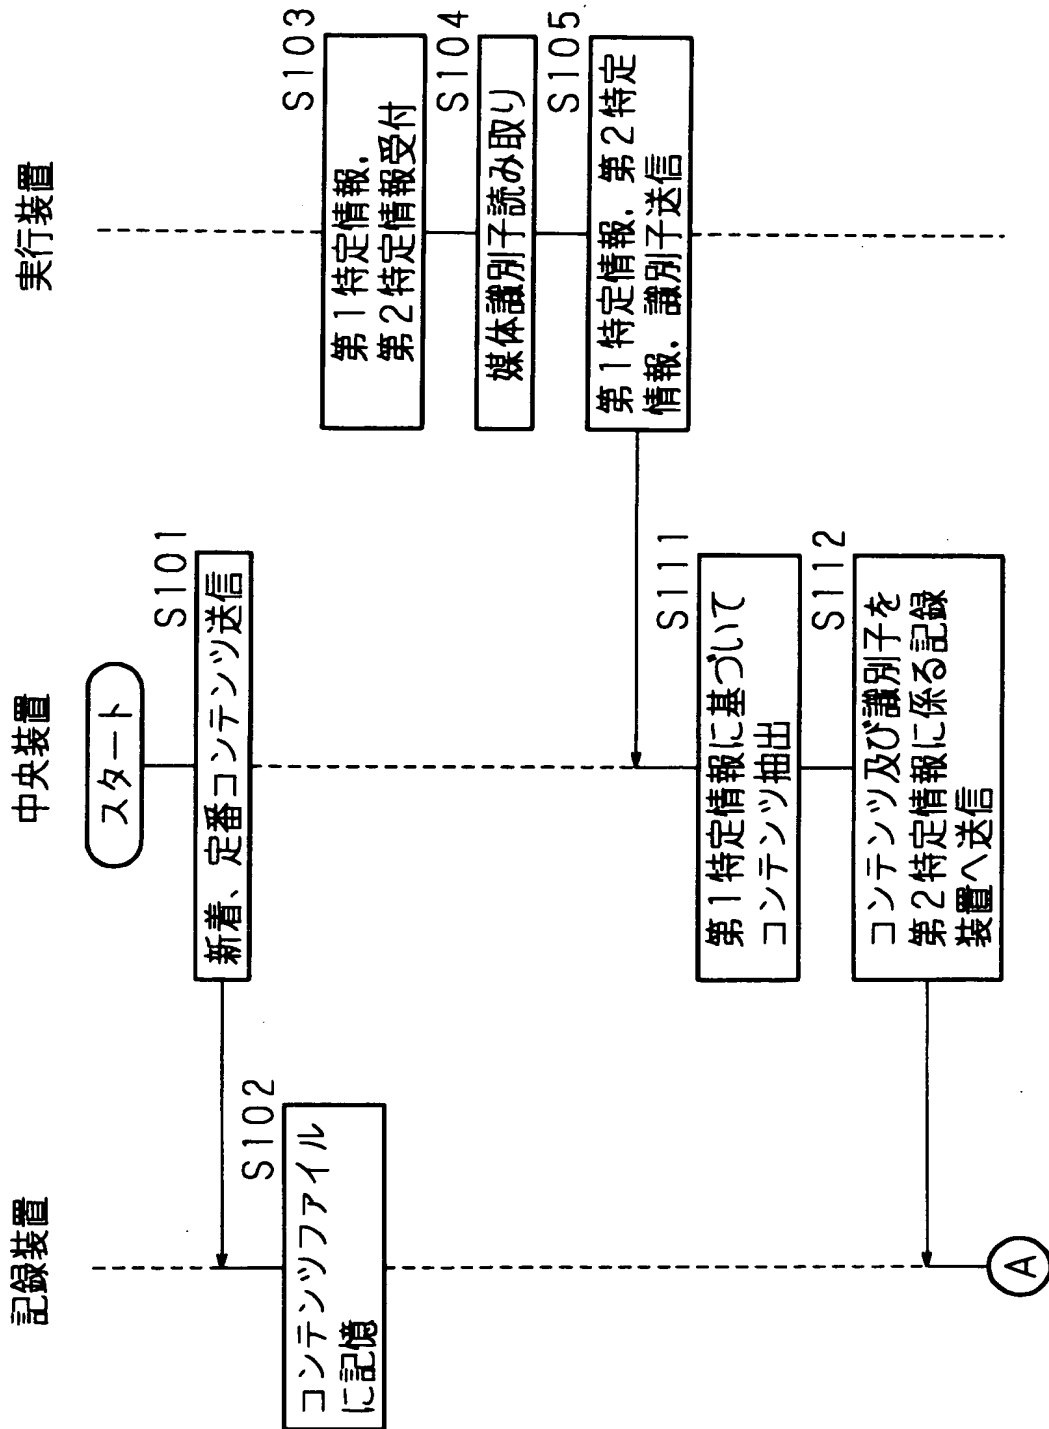 記録装置
中央装置
実行装置
スタート
S101
新着、定番コンテンツ送信
S102
コンテンツファイル
に記憶
S103
第1特定情報,
第2特定情報受付
S104
媒体識別子読み取り
S105
第1特定情報, 第2特定
情報、識別子送信
S111
第1特定情報に基づいて
コンテンツ抽出
S112
コンテンツ及び識別子を
第2特定情報に係る記録
装置へ送信
A